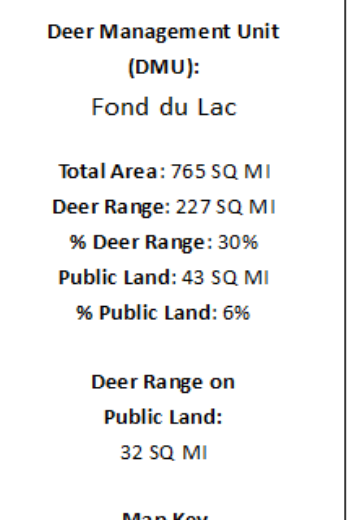 Deer Management Unit
(DMU):
Fond du Lac
Total Area: 765 SQ MI
Deer Range: 227 SQ MI
% Deer Range: 30%
Public Land: 43 SQ MI
% Public Land: 6%
Deer Range on
Public Land:
32 SQ MI
Map Key